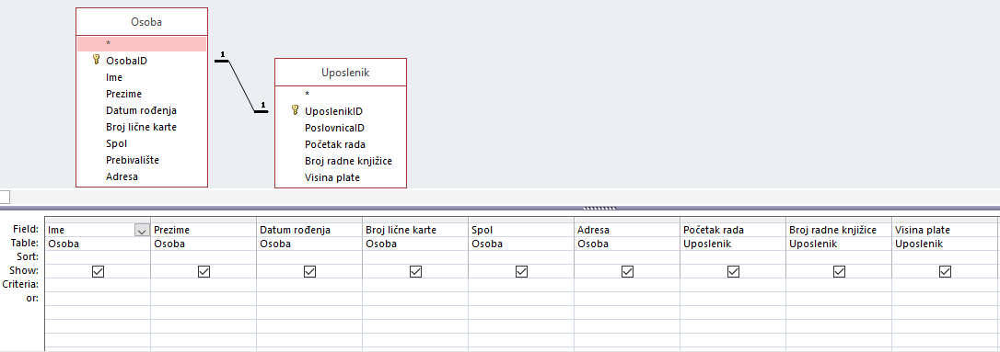 Osoba
*
OsobaID
Ime
Prezime
Datum rođenja
Broj lične karte
Spol
Prebivalište
Adresa
1
1
Uposlenik
*
UposlenikID
PoslovnicaID
Početak rada
Broj radne knjižice
Visina plate
Field: Ime Prezime Datum rođenja Broj lične karte Spol Adresa Početak rada Broj radne knjižice Visina plate
Table: Osoba Osoba Osoba Osoba Osoba Osoba Uposlenik Uposlenik Uposlenik
Sort:
Show:
Criteria:
or: